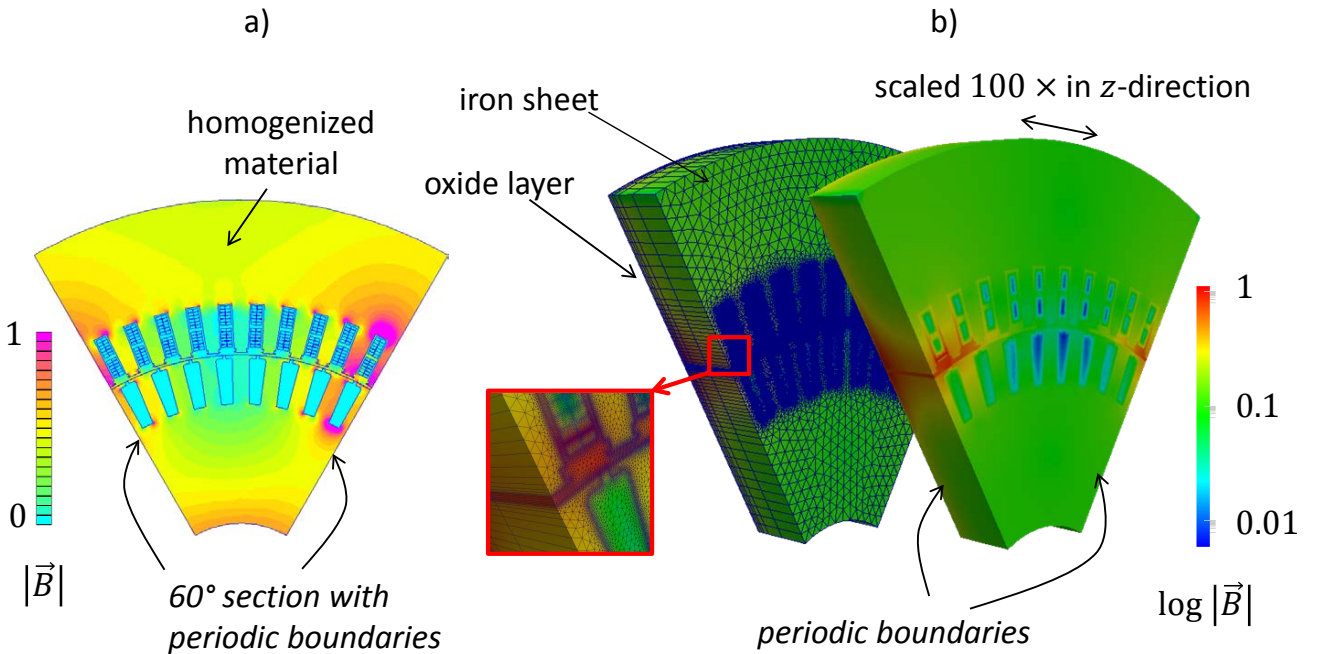 a)
b)
homogenized
material
iron sheet
oxide layer
scaled 100 × in z-direction
1
0
|B⃗|
60° section with
periodic boundaries
periodic boundaries
1
0.1
0.01
log |B⃗|